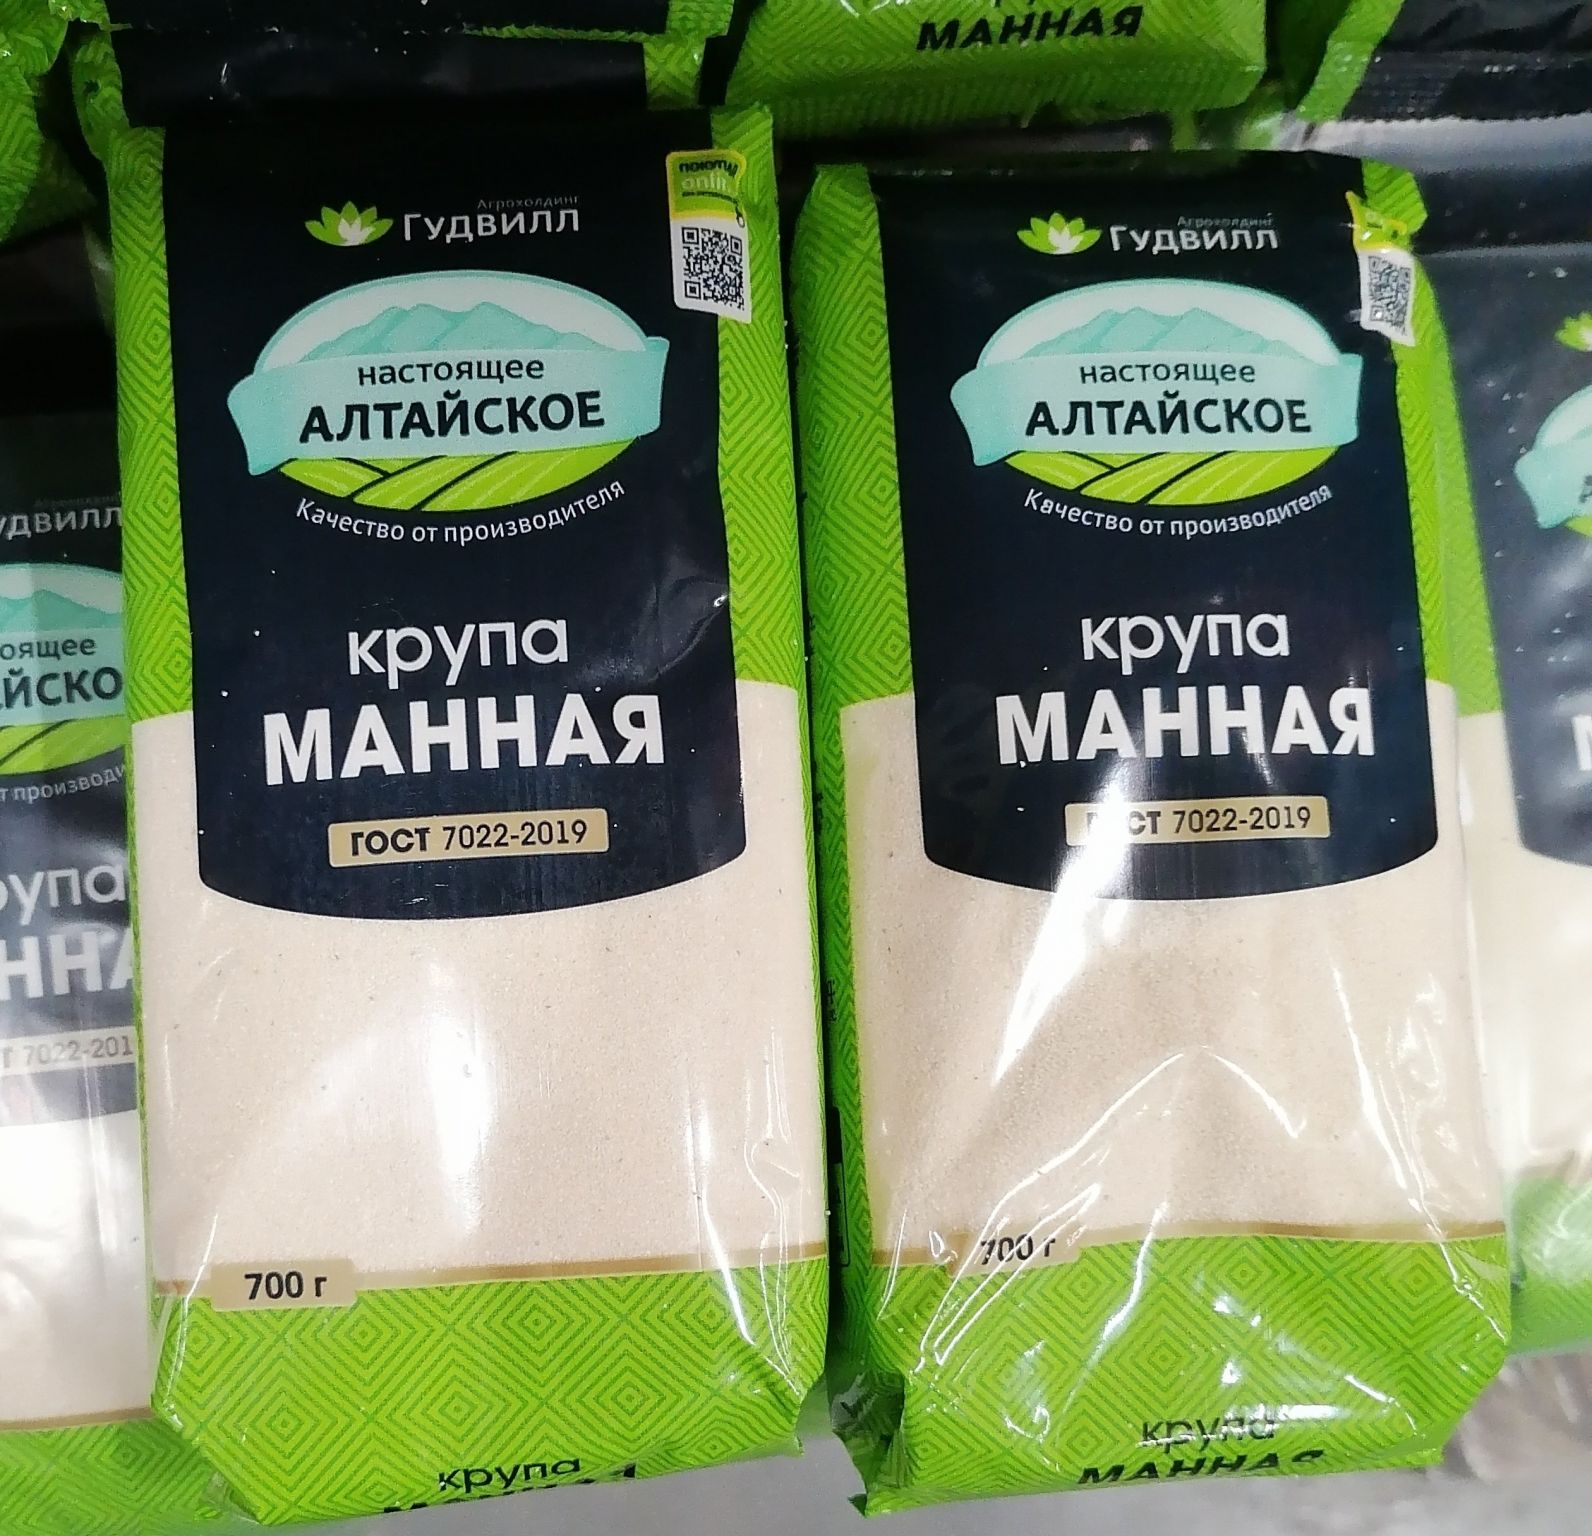 МАННАЯ
Агрохолдинг
Гудвилл
настоящее
АЛТАЙСКОЕ
Качество от производителя
крупа
МАННАЯ
ГОСТ 7022-2019
700 г
крупа
Агрохолдинг
Гудвилл
настоящее
АЛТАЙСКОЕ
Качество от производителя
крупа
МАННАЯ
ГОСТ 7022-2019
700 г
крупа
МАННАЯ